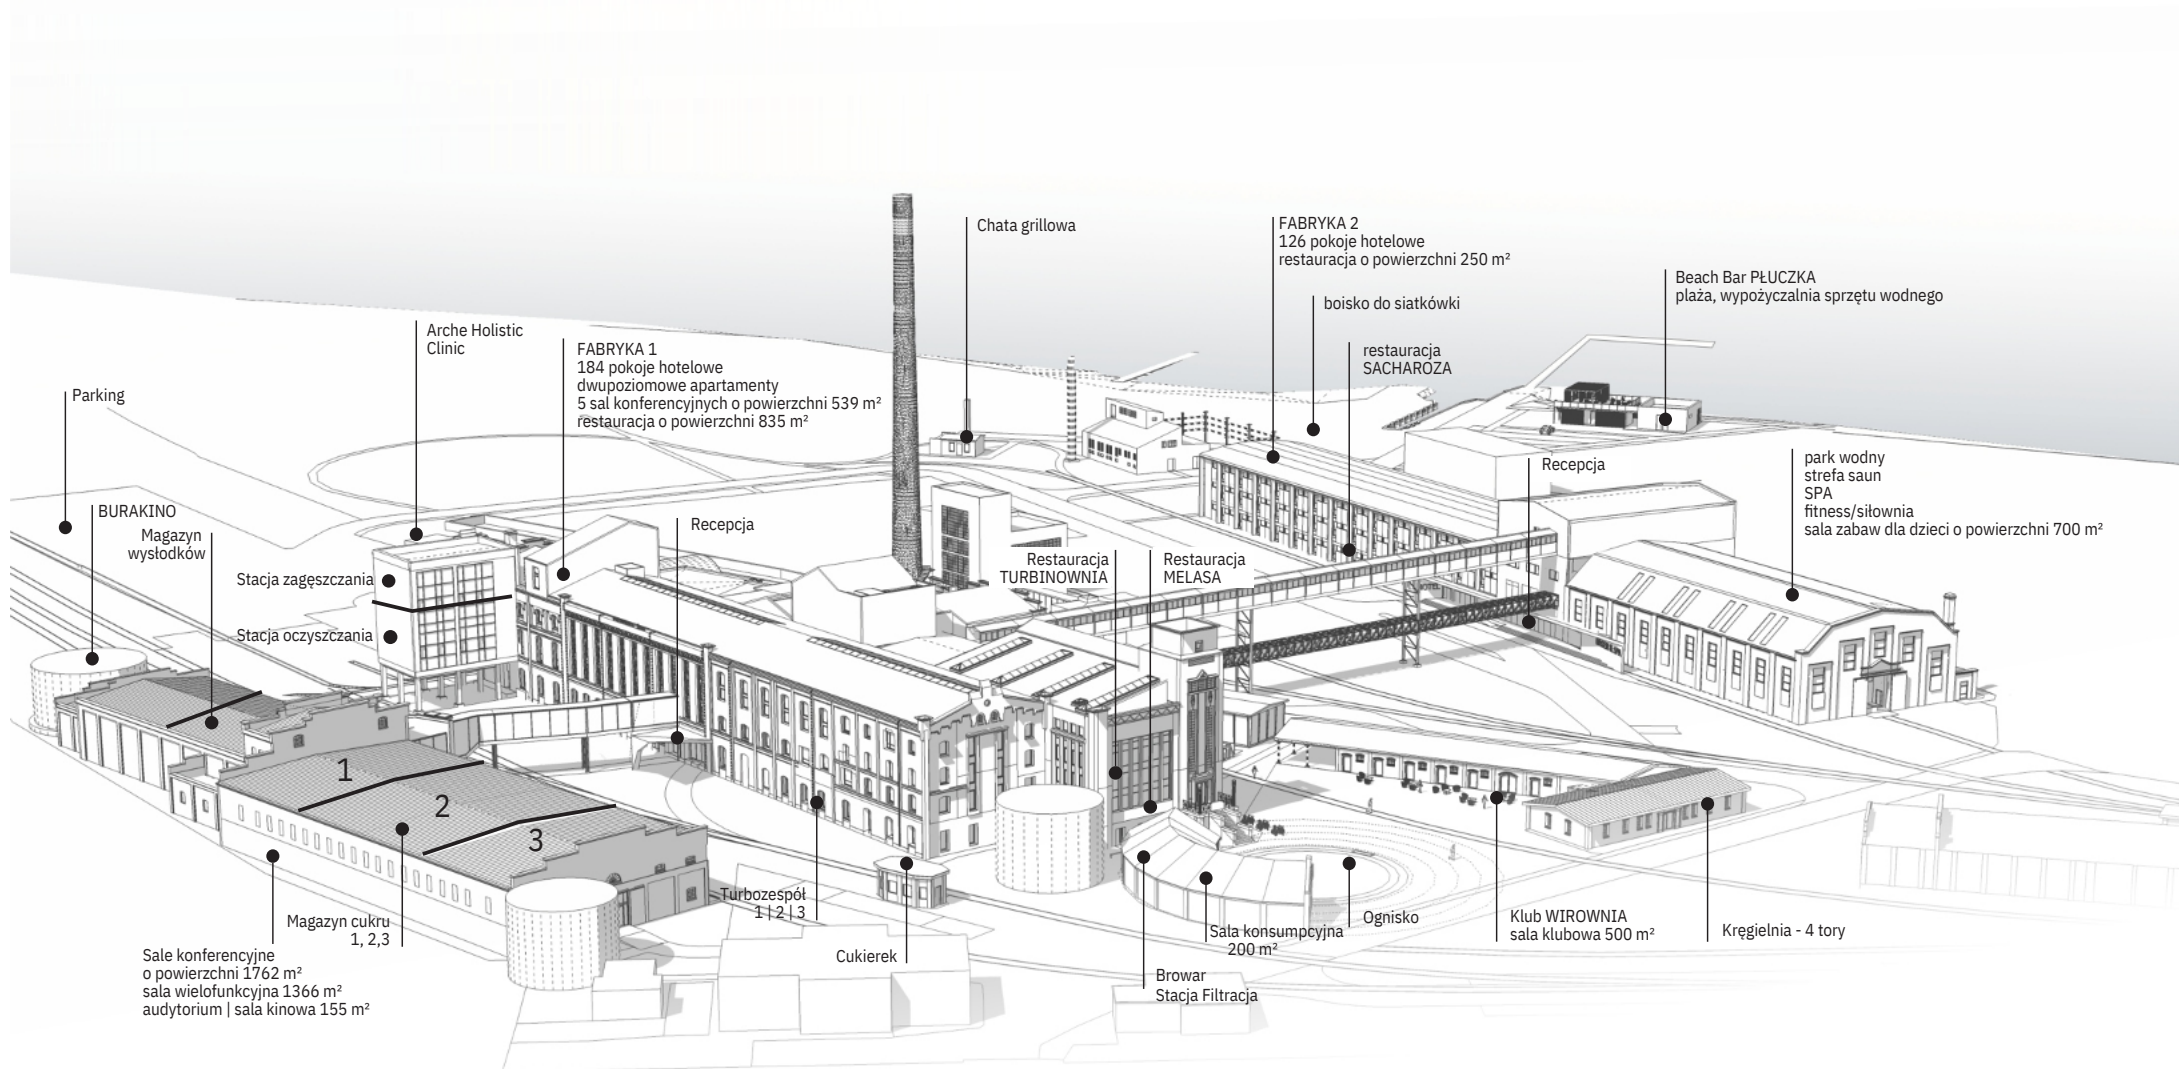 Chata grillowa
FABRYKA 2
126 pokoje hotelowe
restauracja o powierzchni 250 m²
boisko do siatkówki
restauracja
SACHAROZA
Beach Bar PŁUCZKA
plaża, wypożyczalnia sprzętu wodnego
Arche Holistic
Clinic
FABRYKA 1
184 pokoje hotelowe
dwupoziomowe apartamenty
5 sal konferencyjnych o powierzchni 539 m²
restauracja o powierzchni 835 m²
Parking
BURAKINO
Magazyn
wysłodków
Stacja zagęszczania
Stacja oczyszczania
Recepcja
Restauracja
TURBINOWNIA
Restauracja
MELASA
Recepcja
park wodny
strefa saun
SPA
fitness/siłownia
sala zabaw dla dzieci o powierzchni 700 m²
1
2
3
Sale konferencyjne
o powierzchni 1762 m²
sala wielofunkcyjna 1366 m²
audytorium | sala kinowa 155 m²
Magazyn cukru
1, 2,3
Turbozespół
1 | 2 | 3
Cukierek
Browar
Stacja Filtracja
Sala konsumpcyjna
200 m²
Ognisko
Klub WIROWNIA
sala klubowa 500 m²
Kręgielnia - 4 tory